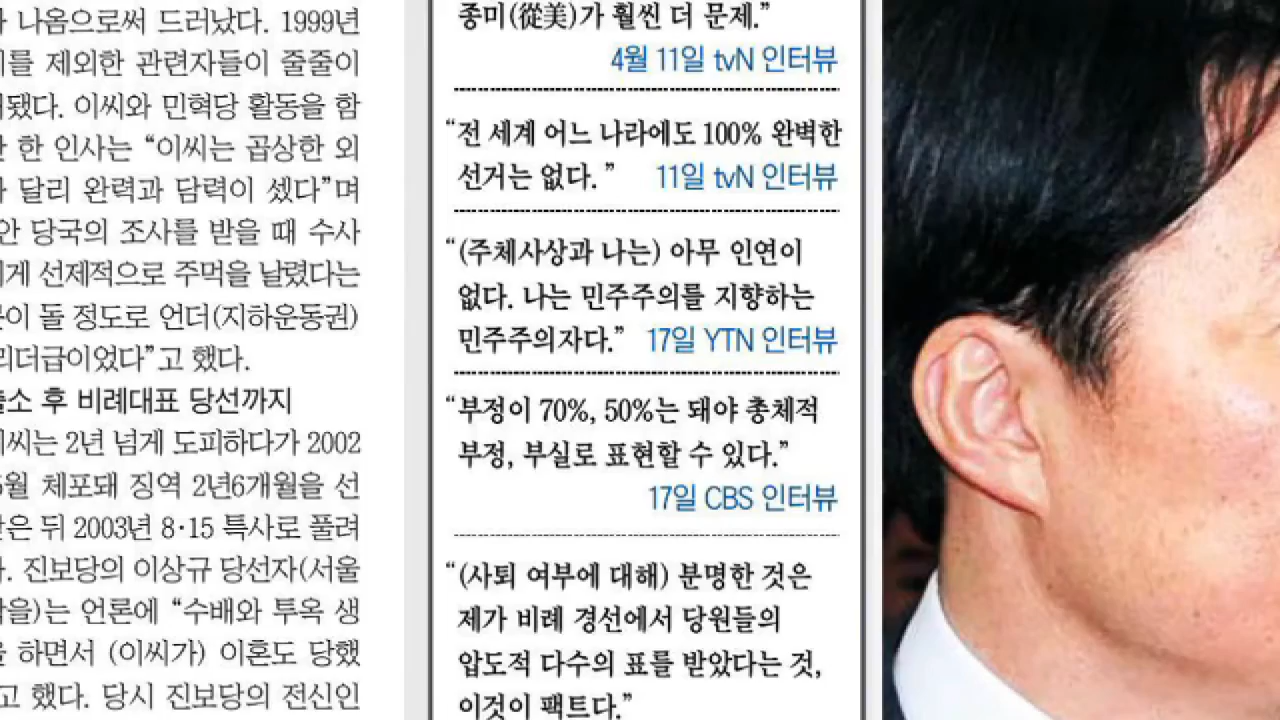 나옴으로써 드러났다. 1999년
를 제외한 관련자들이 줄줄이
됐다. 이씨와 민혁당 활동을 함
한 인사는 “이씨는 곱상한 외
달리 완력과 담력이 셌다”며
안 당국의 조사를 받을 때 수사
게 선제적으로 주먹을 날렸다는
이 돌 정도로 언더(지하운동권)
리더급이었다”고 했다.
출소 후 비례대표 당선까지
이씨는 2년 넘게 도피하다가 2002
5월 체포돼 징역 2년6개월을 선
은 뒤 2003년 8·15 특사로 풀려
. 진보당의 이상규 당선자(서울
을)는 언론에 “수배와 투옥 생
을 하면서 (이씨가) 이혼도 당했
고 했다. 당시 진보당의 전신인
종미(從美)가 훨씬 더 문제.”
4월 11일 tvN 인터뷰
“전 세계 어느 나라에도 100% 완벽한
선거는 없다. ” 11일 tvN 인터뷰
“(주체사상과 나는) 아무 인연이
없다. 나는 민주주의를 지향하는
민주주의자다.” 17일 YTN 인터뷰
“부정이 70%, 50%는 돼야 총체적
부정, 부실로 표현할 수 있다.”
17일 CBS 인터뷰
“(사퇴 여부에 대해) 분명한 것은
제가 비례 경선에서 당원들의
압도적 다수의 표를 받았다는 것,
이것이 팩트다.”